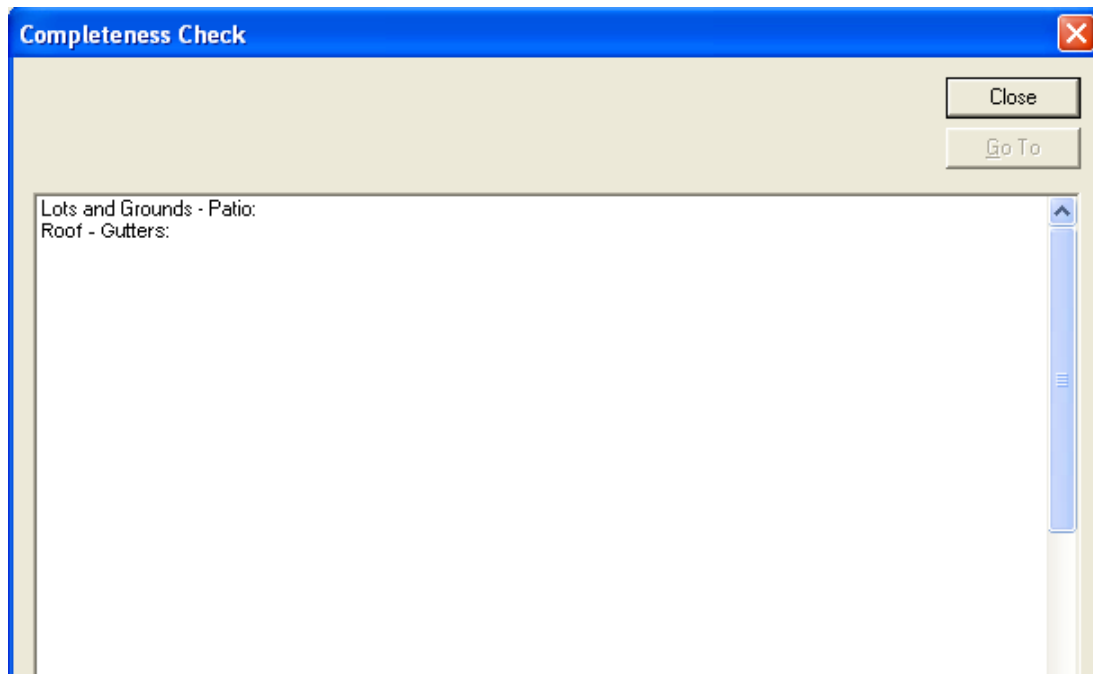 Completeness Check
Close
Go To
Lots and Grounds - Patio:
Roof - Gutters: